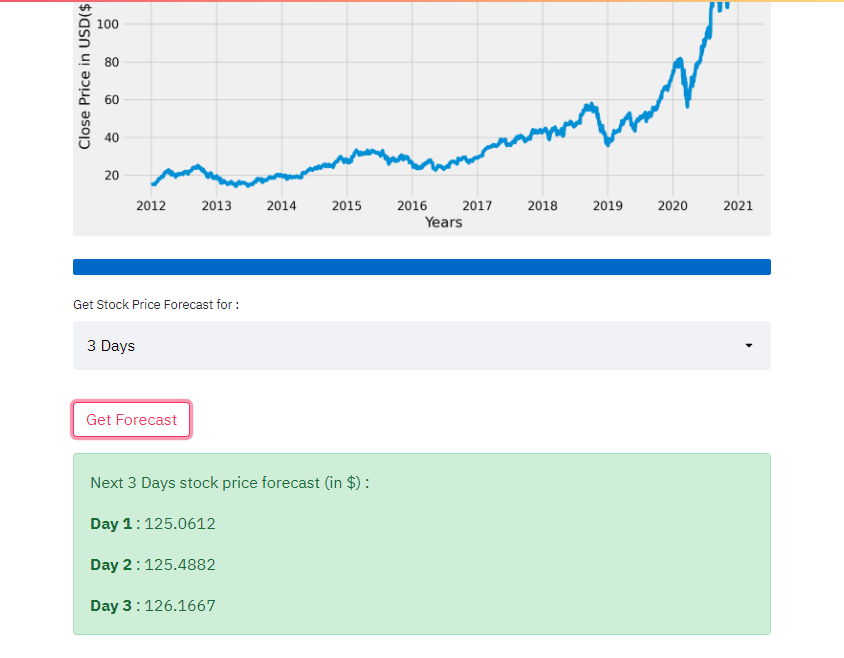 Close Price in USD($
100
80
60
40
20
2012 2013 2014 2015 2016 2017 2018 2019 2020 2021
Years
Get Stock Price Forecast for :
3 Days
Get Forecast
Next 3 Days stock price forecast (in $) :
Day 1 : 125.0612
Day 2 : 125.4882
Day 3 : 126.1667